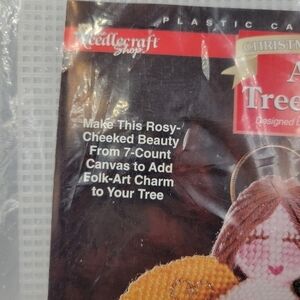 PLASTIC CA
Needlecraft
Shop
CHRISTM
A
Tree
Designed
Make This Rosy-
Cheeked Beauty
From 7-Count
Canvas to Add
Folk-Art Charm
to Your Tree